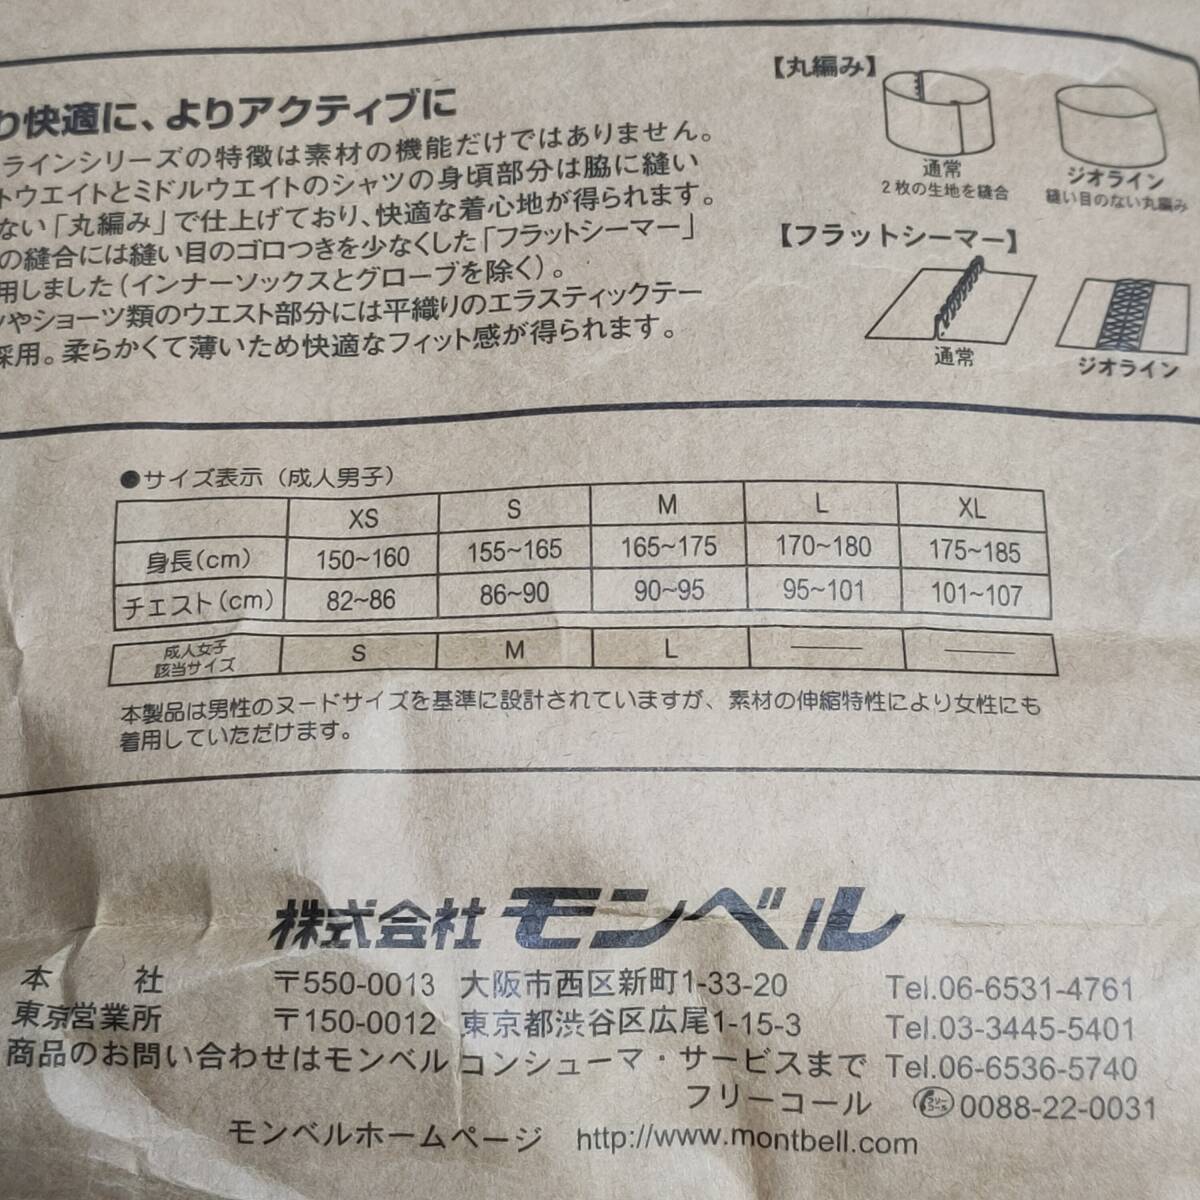 り快適に、よりアクティブに
ラインシリーズの特徴は素材の機能だけではありません。
トウエイトとミドルウエイトのシャツの身頃部分は脇に縫い
ない「丸編み」で仕上げており、快適な着心地が得られます。
の縫合には縫い目のゴロつきを少なくした「フラットシーマー」
用しました(インナーソックスとグローブを除く)。
やショーツ類のウエスト部分には平織りのエラスティックテー
採用。柔らかくて薄いため快適なフィット感が得られます。
【丸編み】
通常
2枚の生地を縫合
ジオライン
縫い目のない丸編み
【フラットシーマー】
通常
ジオライン
●サイズ表示（成人男子）
XS S M L XL
身長(cm) 150~160 155~165 165~175 170~180 175~185
チェスト(cm) 82~86 86~90 90~95 95~101 101~107
成人女子
該当サイズ S M L ── ──
本製品は男性のヌードサイズを基準に設計されていますが、素材の伸縮特性により女性にも
着用していただけます。
株式会社 モンベル
本 社 〒550-0013 大阪市西区新町1-33-20 Tel.06-6531-4761
東京営業所 〒150-0012 東京都渋谷区広尾1-15-3 Tel.03-3445-5401
商品のお問い合わせはモンベル コンシューマ・サービスまで Tel.06-6536-5740
フリーコール 0088-22-0031
モンベルホームページ http://www.montbell.com